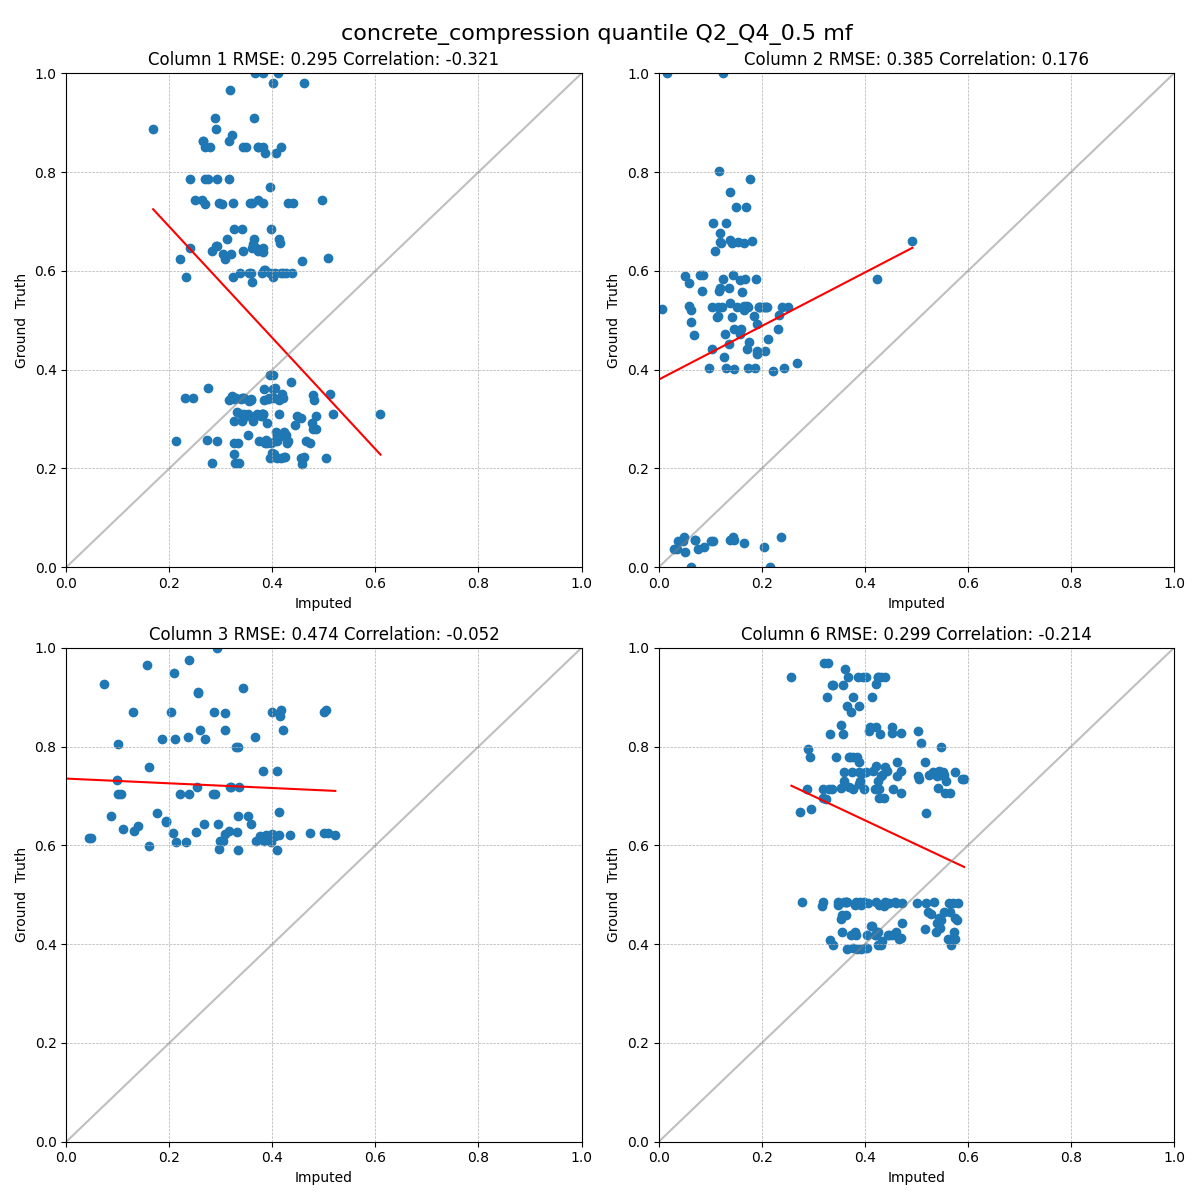 concrete_compression quantile Q2_Q4_0.5 mf
Column 1 RMSE: 0.295 Correlation: -0.321
Column 2 RMSE: 0.385 Correlation: 0.176
1.0
0.8
0.6
0.4
0.2
0.0
Ground Truth
0.0 0.2 0.4 0.6 0.8 1.0
Imputed
1.0
0.8
0.6
0.4
0.2
0.0
Ground Truth
0.0 0.2 0.4 0.6 0.8 1.0
Imputed
Column 3 RMSE: 0.474 Correlation: -0.052
Column 6 RMSE: 0.299 Correlation: -0.214
1.0
0.8
0.6
0.4
0.2
0.0
Ground Truth
0.0 0.2 0.4 0.6 0.8 1.0
Imputed
1.0
0.8
0.6
0.4
0.2
0.0
Ground Truth
0.0 0.2 0.4 0.6 0.8 1.0
Imputed